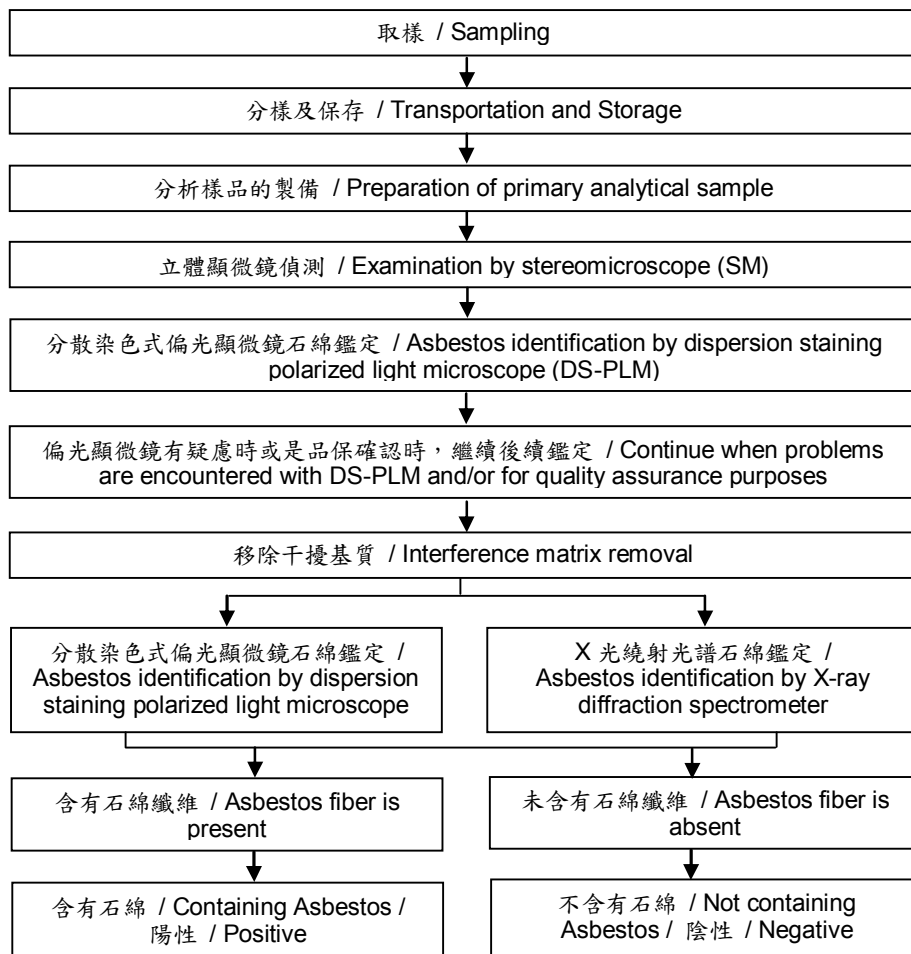 取樣 / Sampling
分樣及保存 / Transportation and Storage
分析樣品的製備 / Preparation of primary analytical sample
立體顯微鏡偵測 / Examination by stereomicroscope (SM)
分散染色式偏光顯微鏡石綿鑑定 / Asbestos identification by dispersion staining
polarized light microscope (DS-PLM)
偏光顯微鏡有疑慮時或是品保確認時，繼續後續鑑定 / Continue when problems
are encountered with DS-PLM and/or for quality assurance purposes
移除干擾基質 / Interference matrix removal
分散染色式偏光顯微鏡石綿鑑定 /
Asbestos identification by dispersion
staining polarized light microscope
X 光繞射光譜石綿鑑定 /
Asbestos identification by X-ray
diffraction spectrometer
含有石綿纖維 / Asbestos fiber is
present
未含有石綿纖維 / Asbestos fiber is
absent
含有石綿 / Containing Asbestos /
陽性 / Positive
不含有石綿 / Not containing
Asbestos / 陰性 / Negative